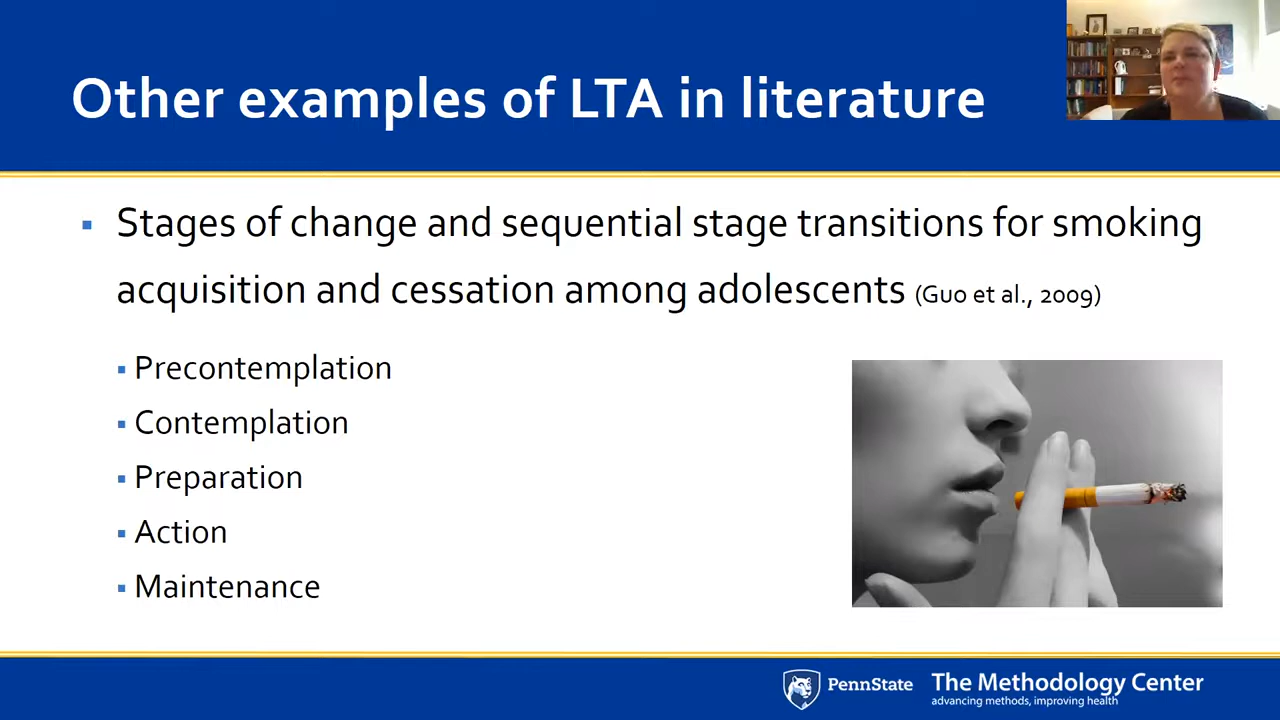 Other examples of LTA in literature
▪ Stages of change and sequential stage transitions for smoking
acquisition and cessation among adolescents (Guo et al., 2009)
▪ Precontemplation
▪ Contemplation
▪ Preparation
▪ Action
▪ Maintenance
PennState
The Methodology Center
advancing methods, improving health